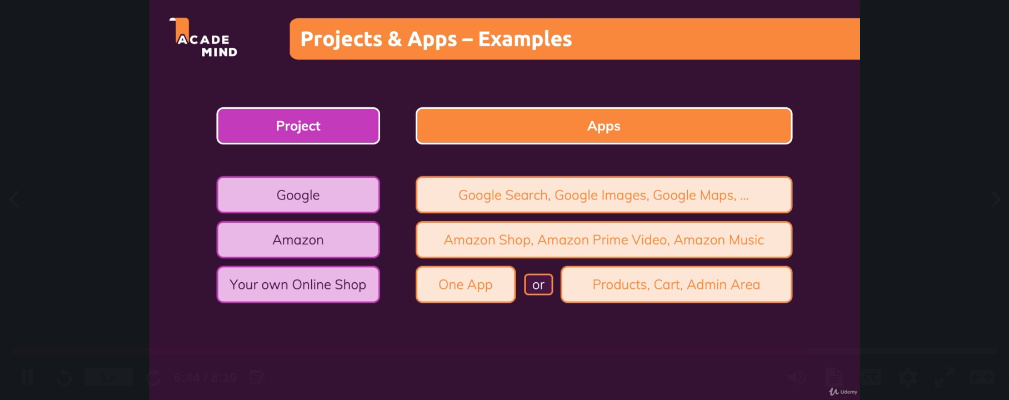 ACADE
MIND
Projects & Apps – Examples
Project
Apps
Google
Google Search, Google Images, Google Maps, ...
Amazon
Amazon Shop, Amazon Prime Video, Amazon Music
Your own Online Shop
One App
or
Products, Cart, Admin Area
Udemy